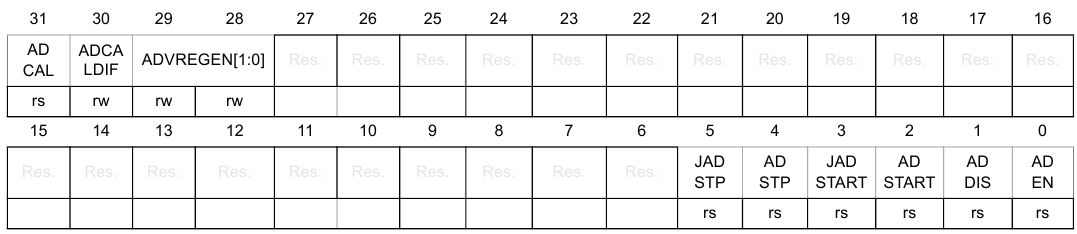 31 30 29 28 27 26 25 24 23 22 21 20 19 18 17 16
AD CAL ADCA LDIF ADVREGEN[1:0] Res. Res. Res. Res. Res. Res. Res. Res. Res. Res. Res. Res.
rs rw rw rw
15 14 13 12 11 10 9 8 7 6 5 4 3 2 1 0
Res. Res. Res. Res. Res. Res. Res. Res. Res. Res. JAD STP AD STP JAD START AD START AD DIS AD EN
rs rs rs rs rs rs